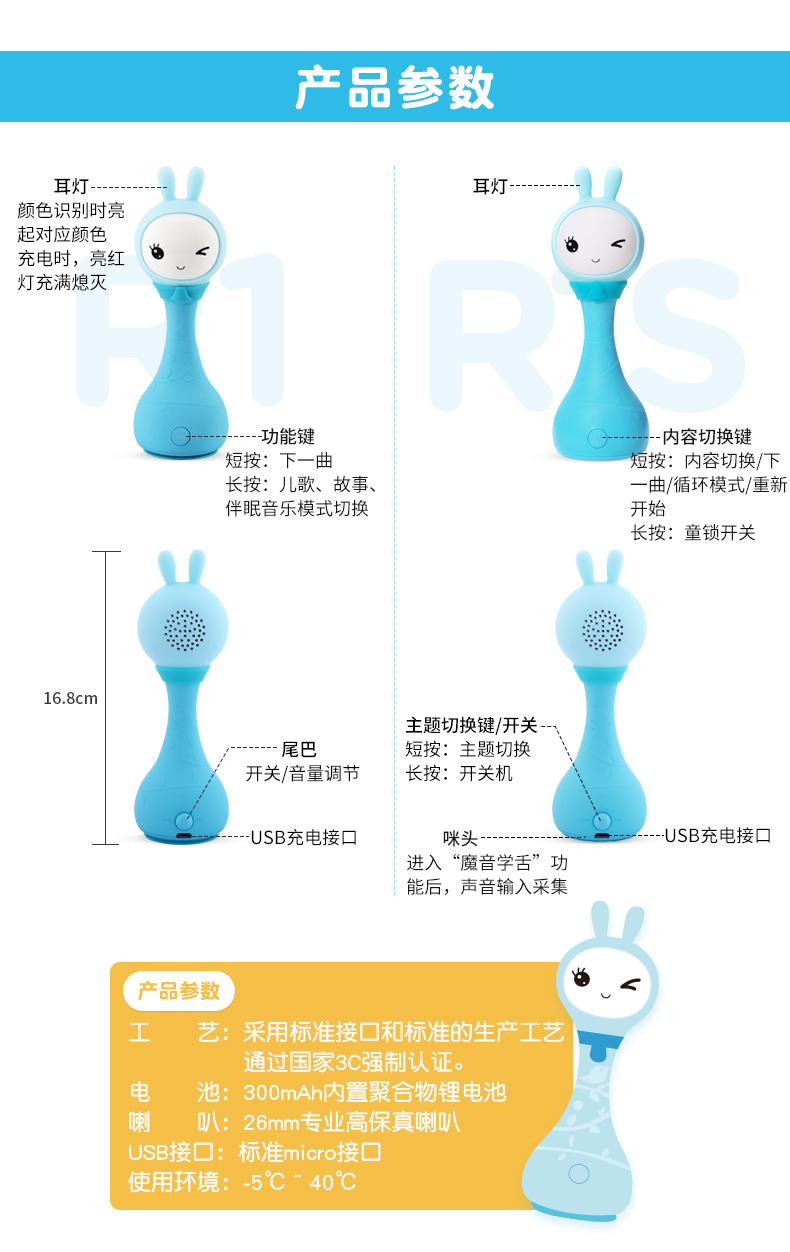 产品参数
R1
耳灯
颜色识别时亮
起对应颜色
充电时，亮红
灯充满熄灭
功能键
短按：下一曲
长按：儿歌、故事、
伴眠音乐模式切换
16.8cm
尾巴
开关/音量调节
USB充电接口
R1S
耳灯
内容切换键
短按：内容切换/下
一曲/循环模式/重新
开始
长按：童锁开关
主题切换键/开关
短按：主题切换
长按：开关机
咪头
进入“魔音学舌”功
能后，声音输入采集
USB充电接口
产品参数
工 艺：采用标准接口和标准的生产工艺
通过国家3C强制认证。
电 池：300mAh内置聚合物锂电池
喇 叭：26mm专业高保真喇叭
USB接口：标准micro接口
使用环境：-5℃ ~ 40℃